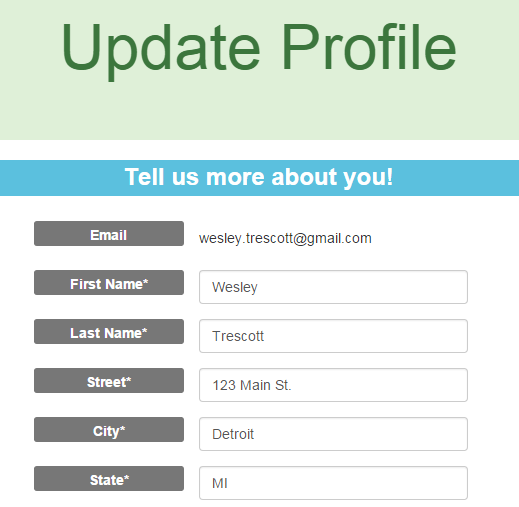 Update Profile
Tell us more about you!
Email wesley.trescott@gmail.com
First Name* Wesley
Last Name* Trescott
Street* 123 Main St.
City* Detroit
State* MI